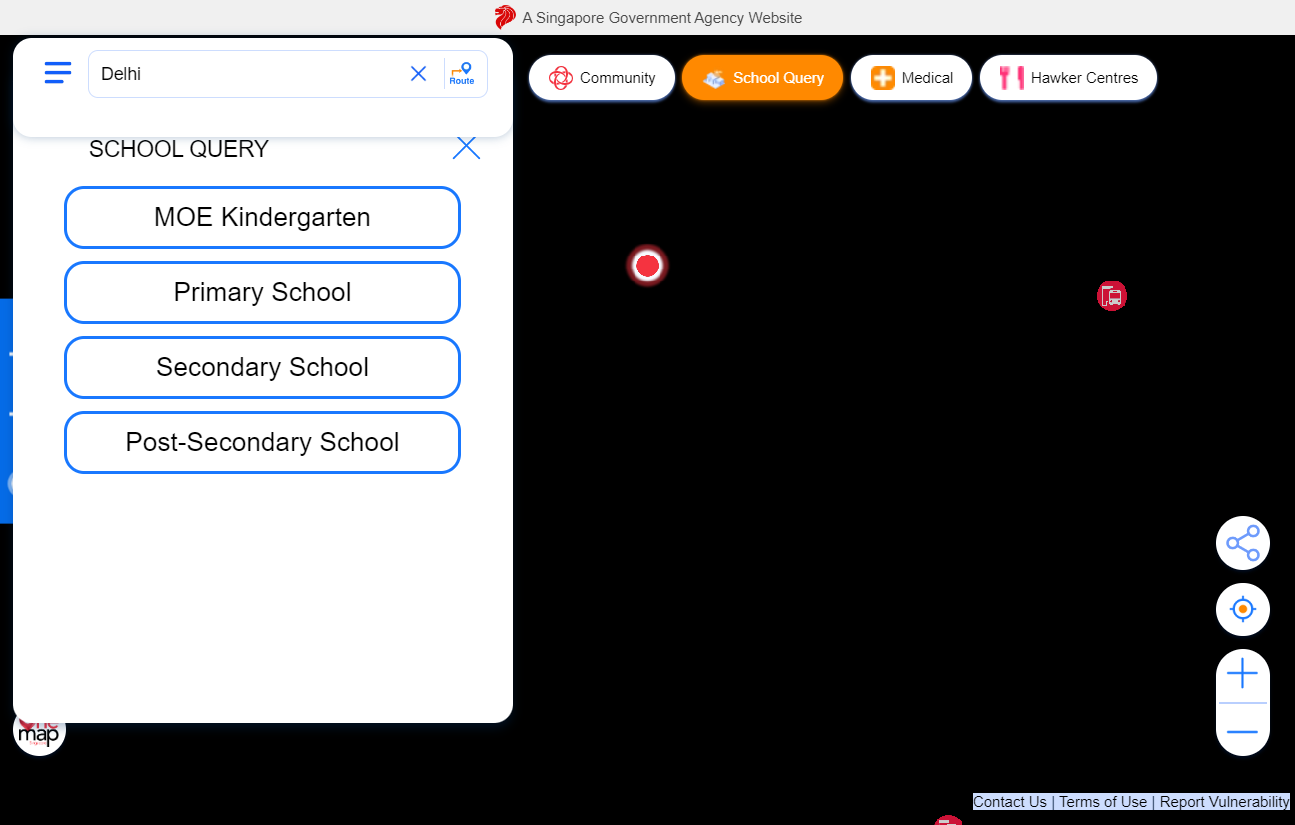 A Singapore Government Agency Website
Delhi
Route
Community
School Query
Medical
Hawker Centres
SCHOOL QUERY
MOE Kindergarten
Primary School
Secondary School
Post-Secondary School
map
Contact Us | Terms of Use | Report Vulnerability